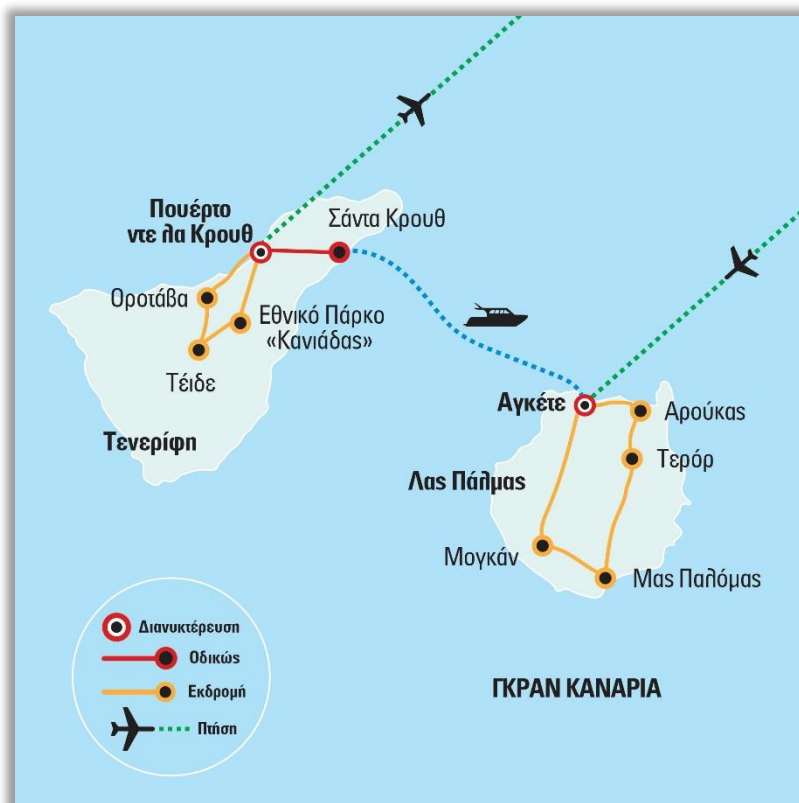 Πουέρτο
ντε λα Κρουθ
Σάντα Κρουθ
Οροτάβα
Εθνικό Πάρκο
«Κανιάδας»
Τέιδε
Τενερίφη
Αγκέτε
Αρούκας
Τερόρ
Λας Πάλμας
Μογκάν
Μας Παλόμας
ΓΚΡΑΝ ΚΑΝΑΡΙΑ
Διανυκτέρευση
Οδικώς
Εκδρομή
Πτήση